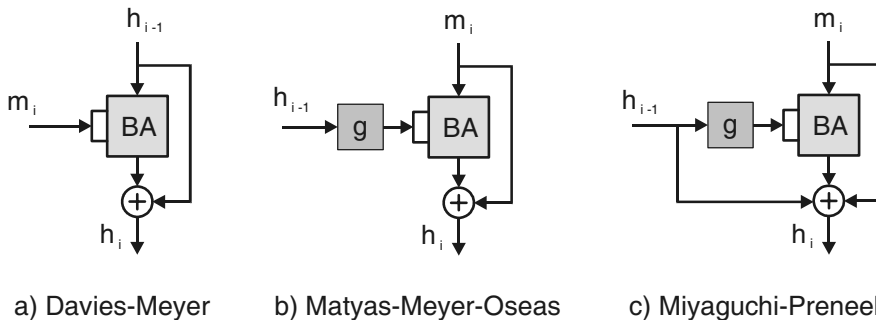 h i-1
m i
BA
+
h i
a) Davies-Meyer
m i
h i-1
g
BA
+
h i
b) Matyas-Meyer-Oseas
m i
h i-1
g
BA
+
h i
c) Miyaguchi-Preneel